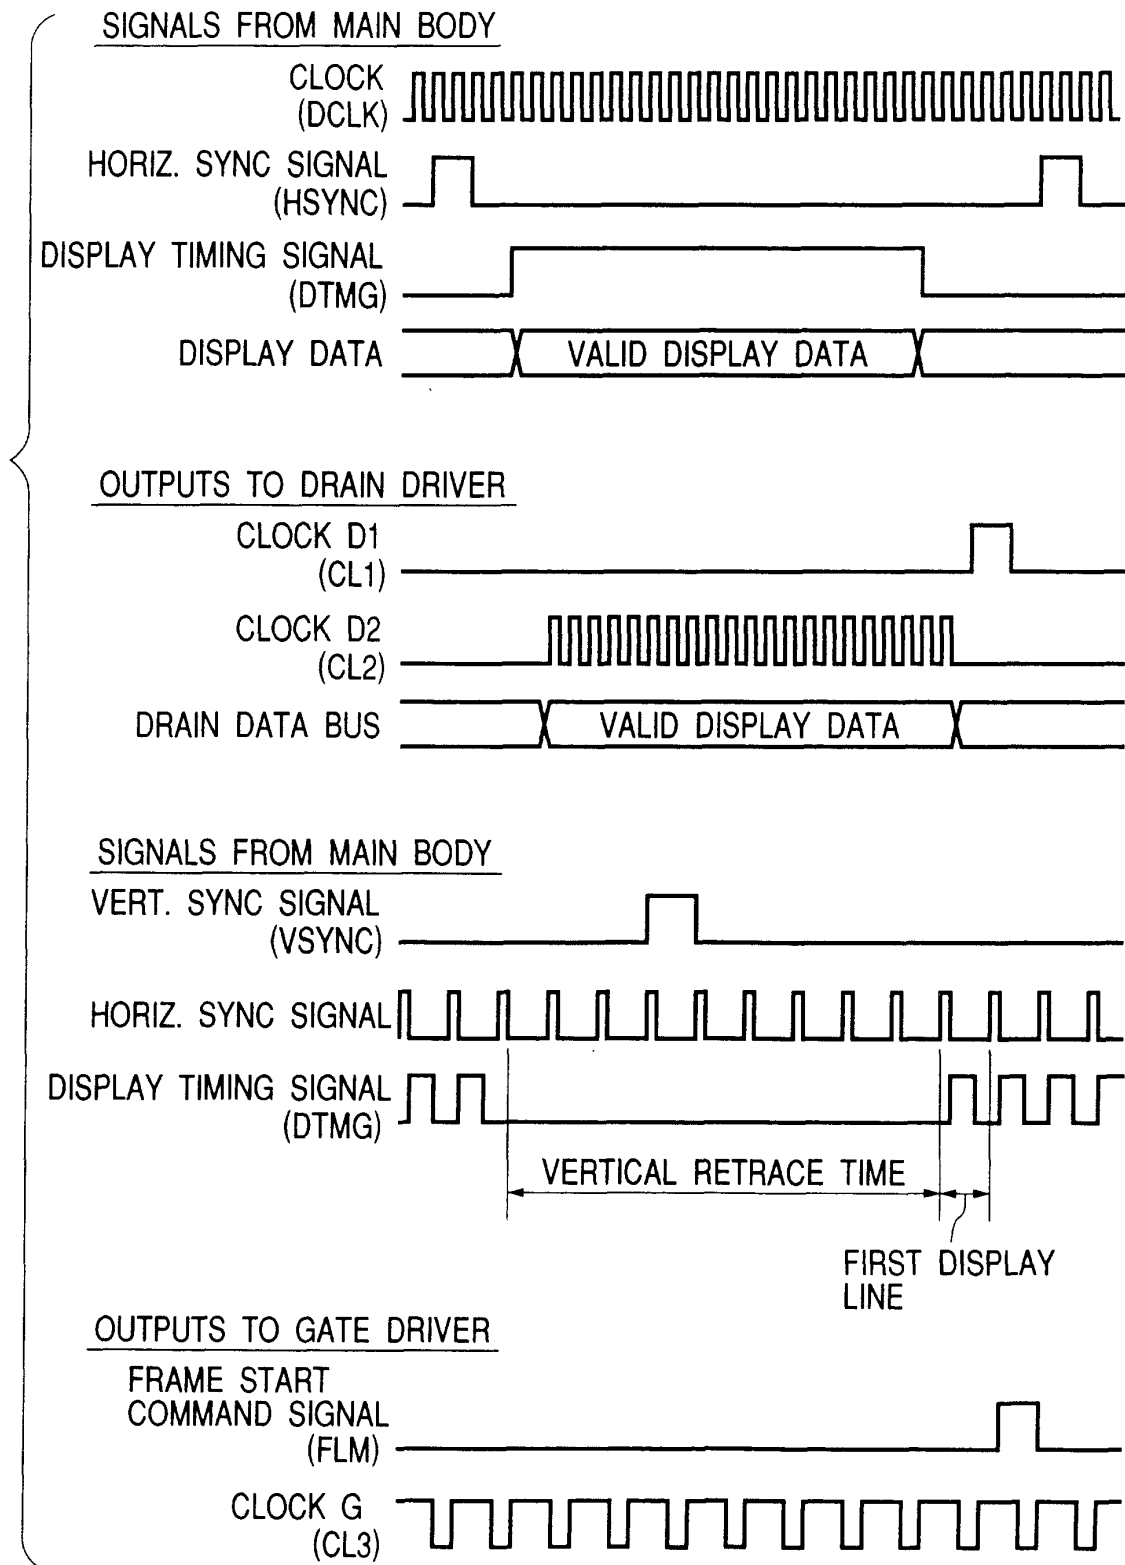 SIGNALS FROM MAIN BODY
CLOCK
(DCLK)
HORIZ. SYNC SIGNAL
(HSYNC)
DISPLAY TIMING SIGNAL
(DTMG)
DISPLAY DATA
VALID DISPLAY DATA
OUTPUTS TO DRAIN DRIVER
CLOCK D1
(CL1)
CLOCK D2
(CL2)
DRAIN DATA BUS
VALID DISPLAY DATA
SIGNALS FROM MAIN BODY
VERT. SYNC SIGNAL
(VSYNC)
HORIZ. SYNC SIGNAL
DISPLAY TIMING SIGNAL
(DTMG)
VERTICAL RETRACE TIME
FIRST DISPLAY
LINE
OUTPUTS TO GATE DRIVER
FRAME START
COMMAND SIGNAL
(FLM)
CLOCK G
(CL3)